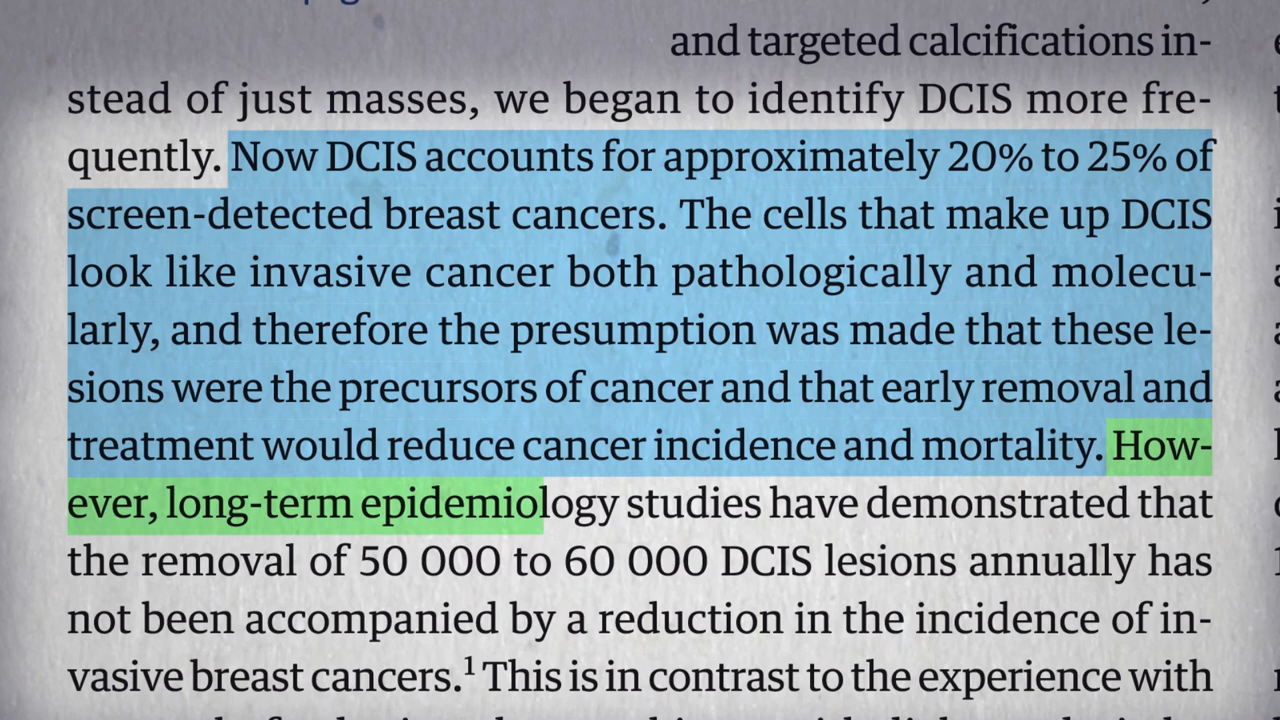 and targeted calcifications in-
stead of just masses, we began to identify DCIS more fre-
quently. Now DCIS accounts for approximately 20% to 25% of
screen-detected breast cancers. The cells that make up DCIS
look like invasive cancer both pathologically and molecu-
larly, and therefore the presumption was made that these le-
sions were the precursors of cancer and that early removal and
treatment would reduce cancer incidence and mortality. How-
ever, long-term epidemiology studies have demonstrated that
the removal of 50 000 to 60 000 DCIS lesions annually has
not been accompanied by a reduction in the incidence of in-
vasive breast cancers.¹ This is in contrast to the experience with